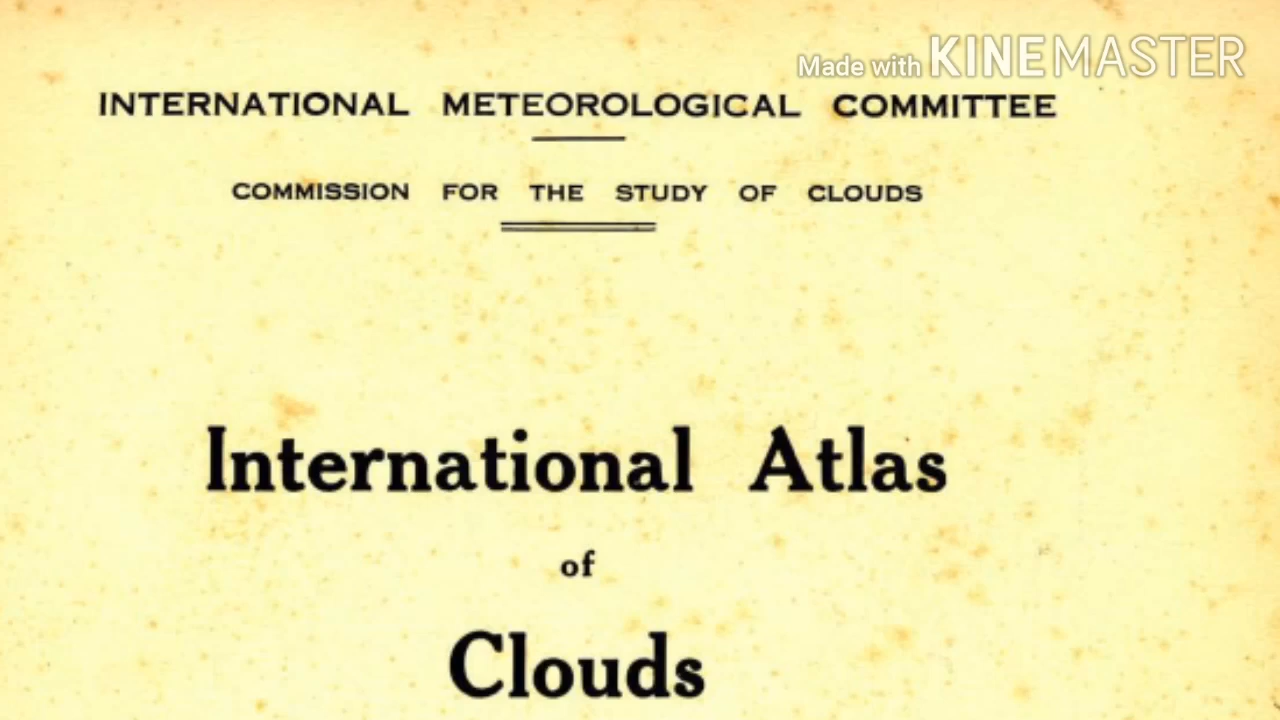 Made with KINEMASTER
INTERNATIONAL METEOROLOGICAL COMMITTEE
COMMISSION FOR THE STUDY OF CLOUDS
International Atlas
of
Clouds